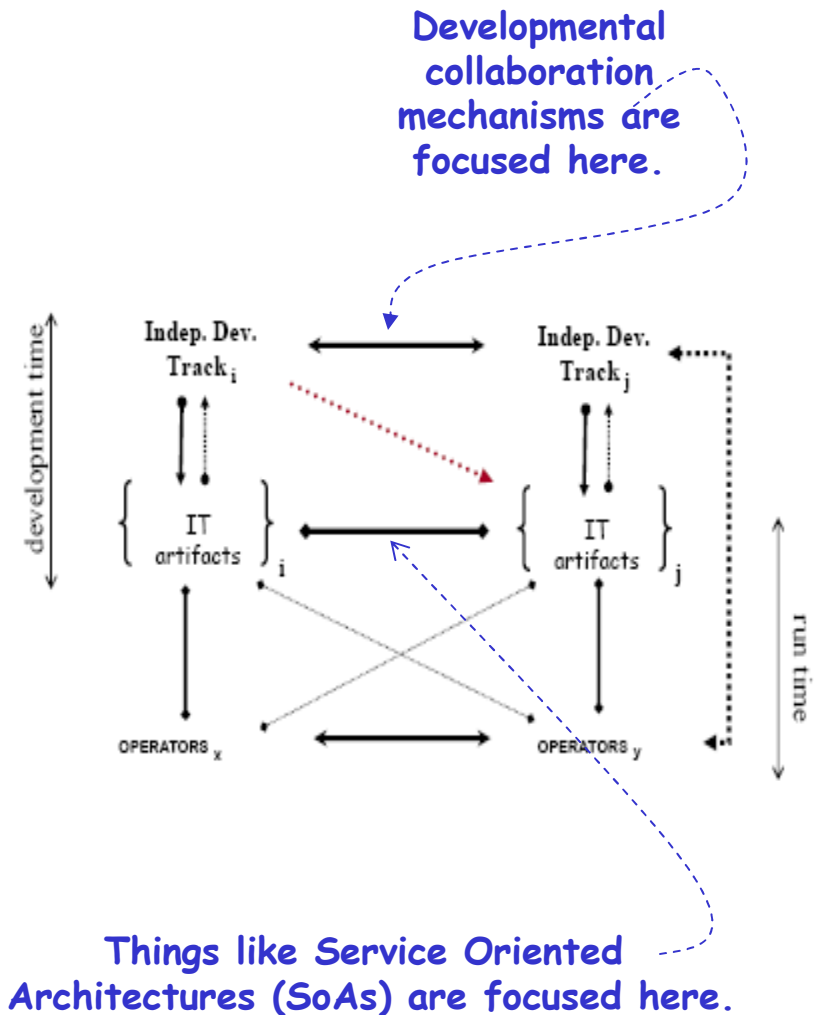 Developmental
collaboration
mechanisms are
focused here.
development time
Indep. Dev.
Track i
Indep. Dev.
Track j
{ IT
artifacts } i
{ IT
artifacts } j
run time
OPERATORS x
OPERATORS y
Things like Service Oriented
Architectures (SoAs) are focused here.